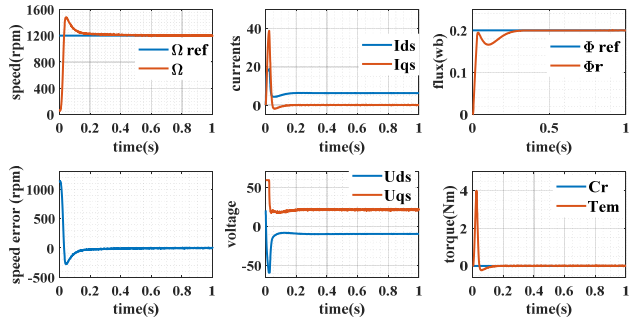 speed(rpm)
1600
1200
800
400
0
0 0.2 0.4 0.6 0.8 1
time(s)
Ω ref
Ω
currents
40
20
0
0 0.2 0.4 0.6 0.8 1
time(s)
Ids
Iqs
flux(wb)
0.2
0.1
0
0 0.5 1
time(s)
Φ ref
Φr
speed error (rpm)
1000
500
0
-500
0 0.2 0.4 0.6 0.8 1
time(s)
voltage
50
0
-50
0 0.2 0.4 0.6 0.8 1
time(s)
Uds
Uqs
torque(Nm)
4
2
0
0 0.2 0.4 0.6 0.8 1
time(s)
Cr
Tem